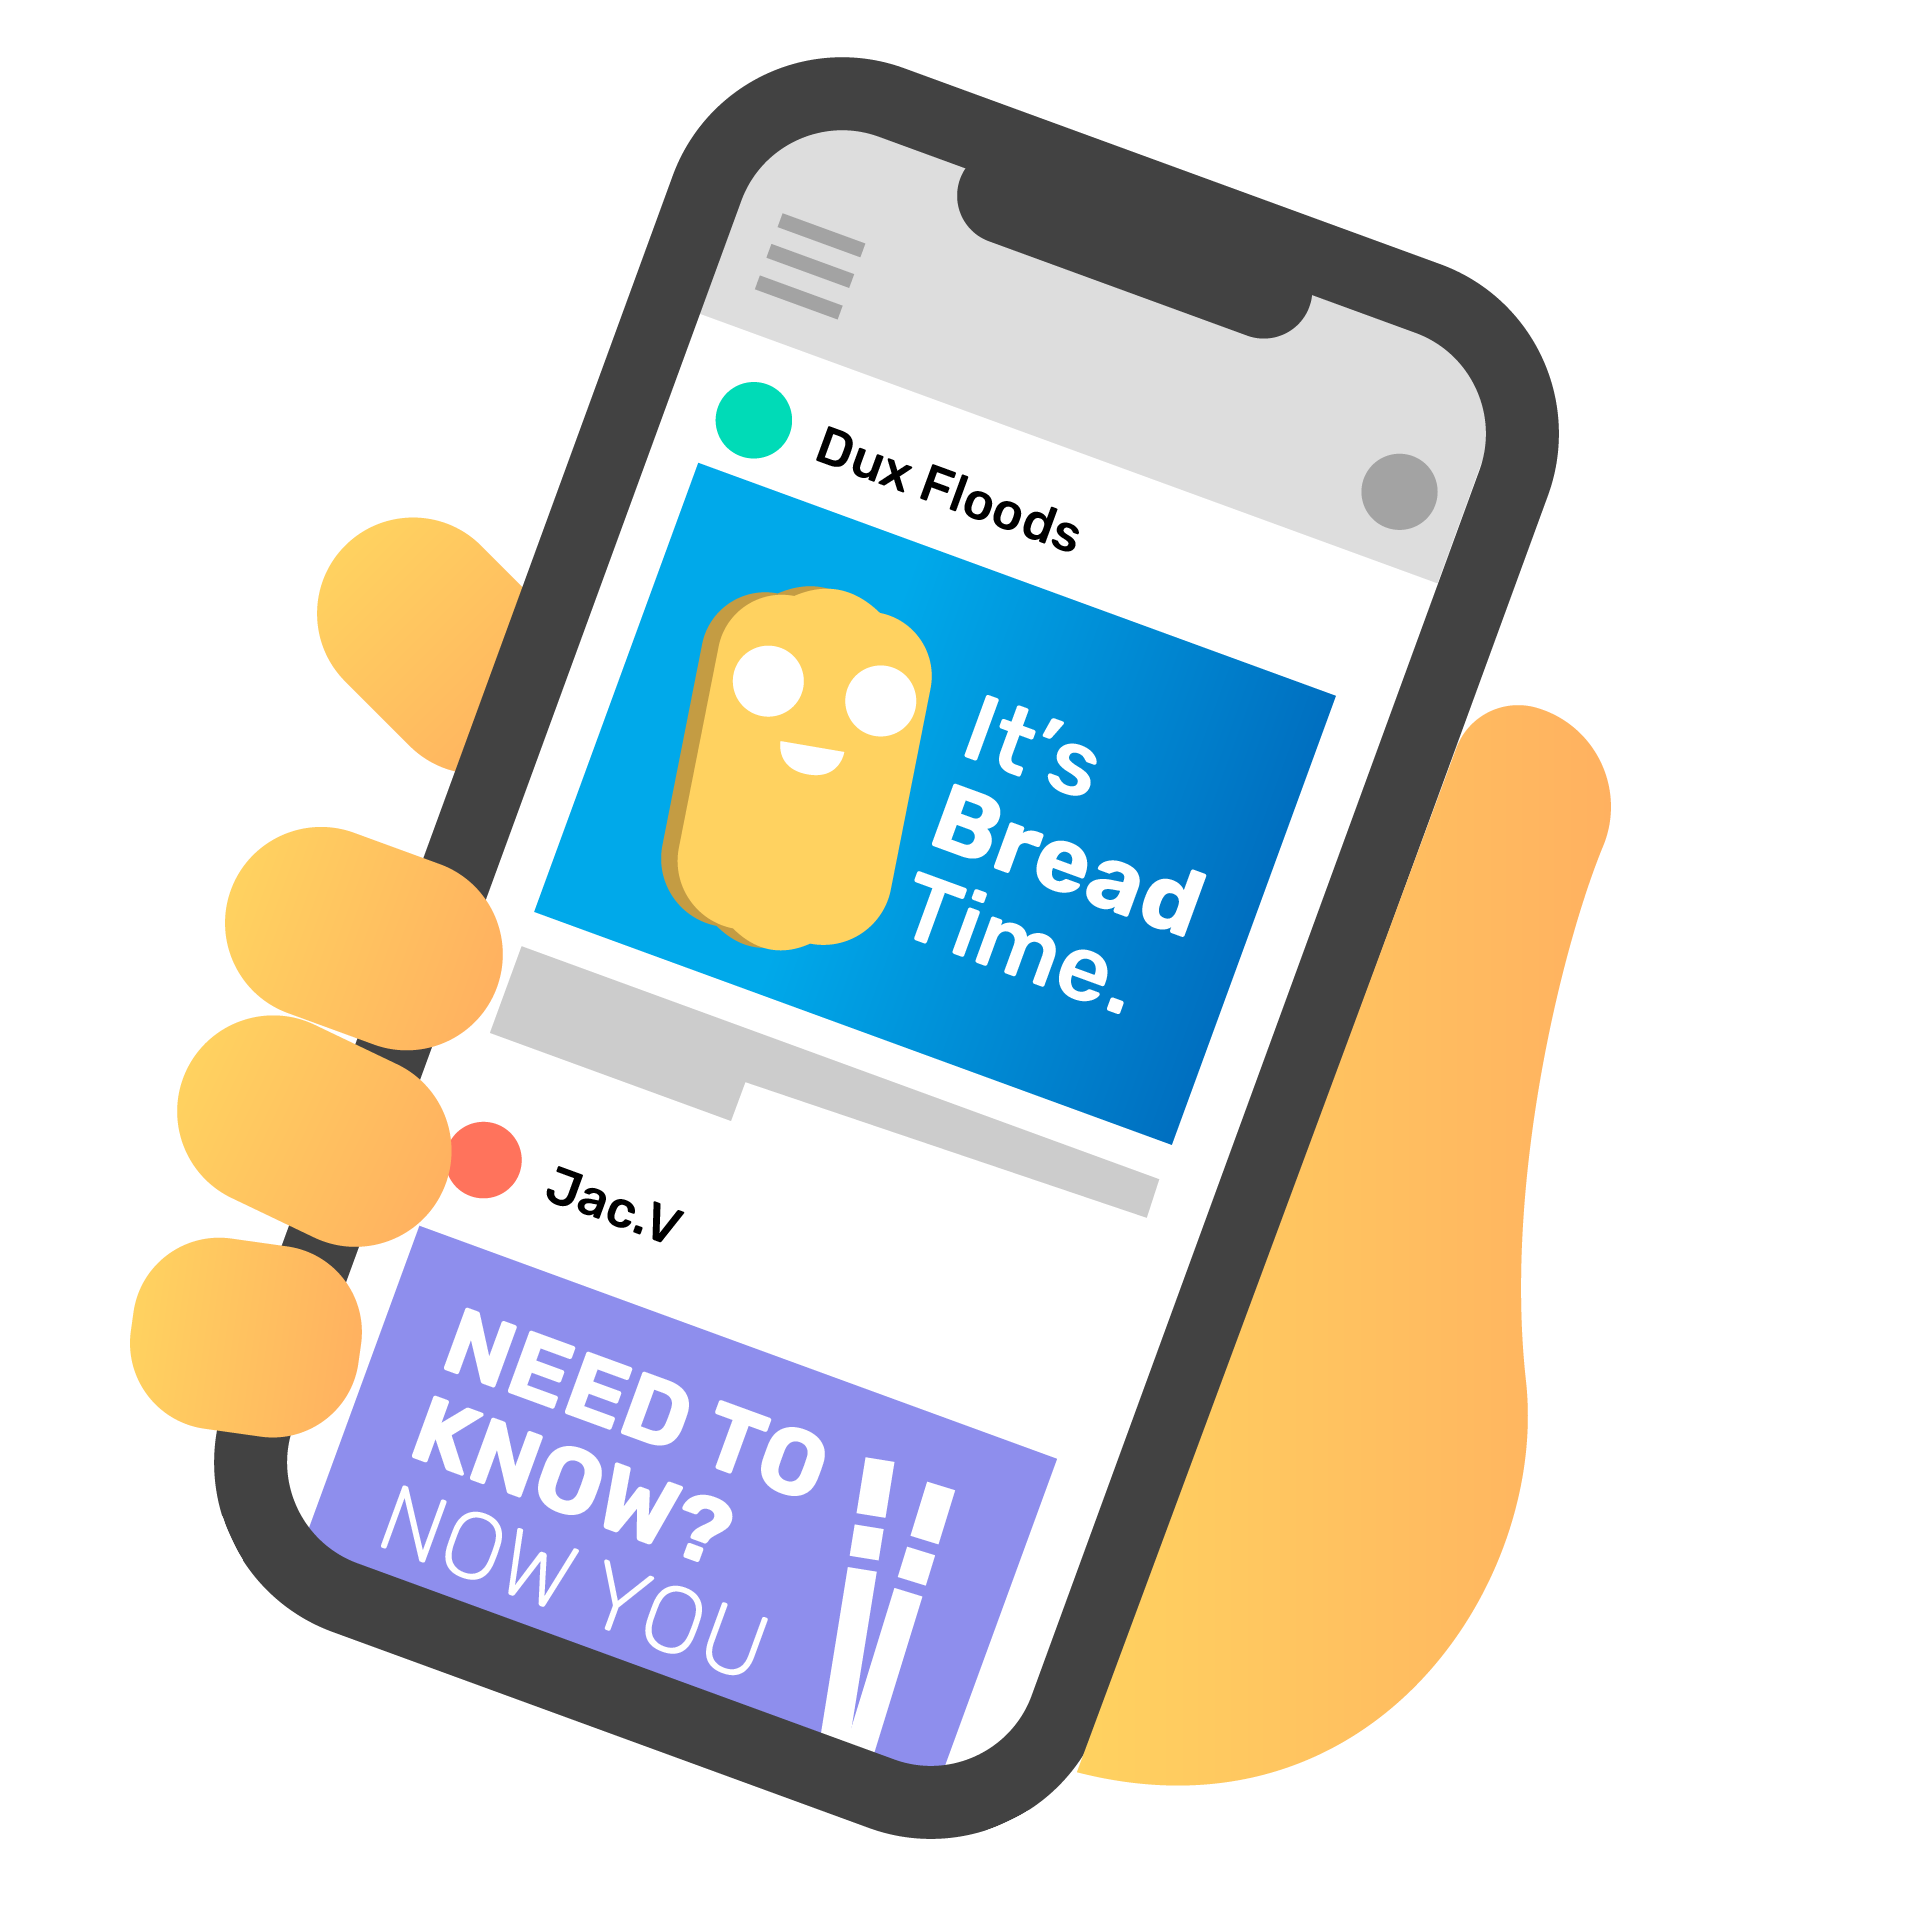 Dux Floods
It's
Bread
Time.
Jac.V
NEED TO
KNOW?
NOW YOU